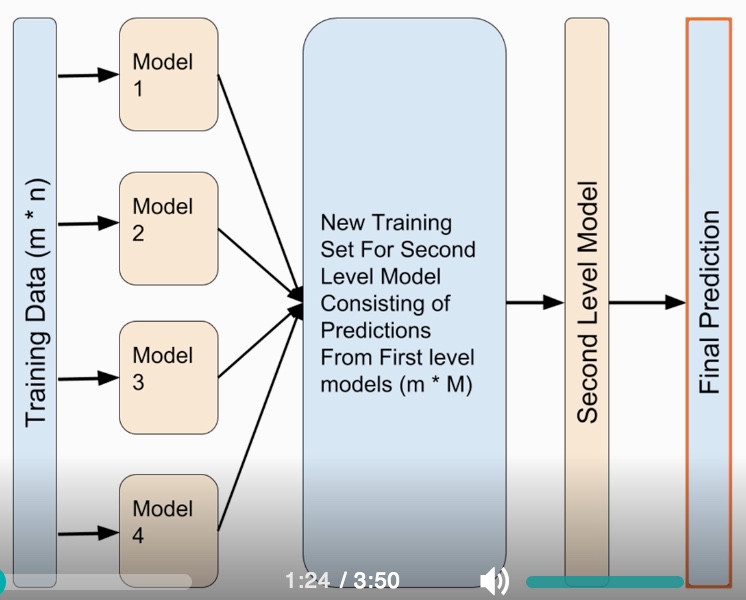 Training Data (m * n)
Model
1
Model
2
Model
3
Model
4
New Training
Set For Second
Level Model
Consisting of
Predictions
From First level
models (m * M)
Second Level Model
Final Prediction
1:24 / 3:50